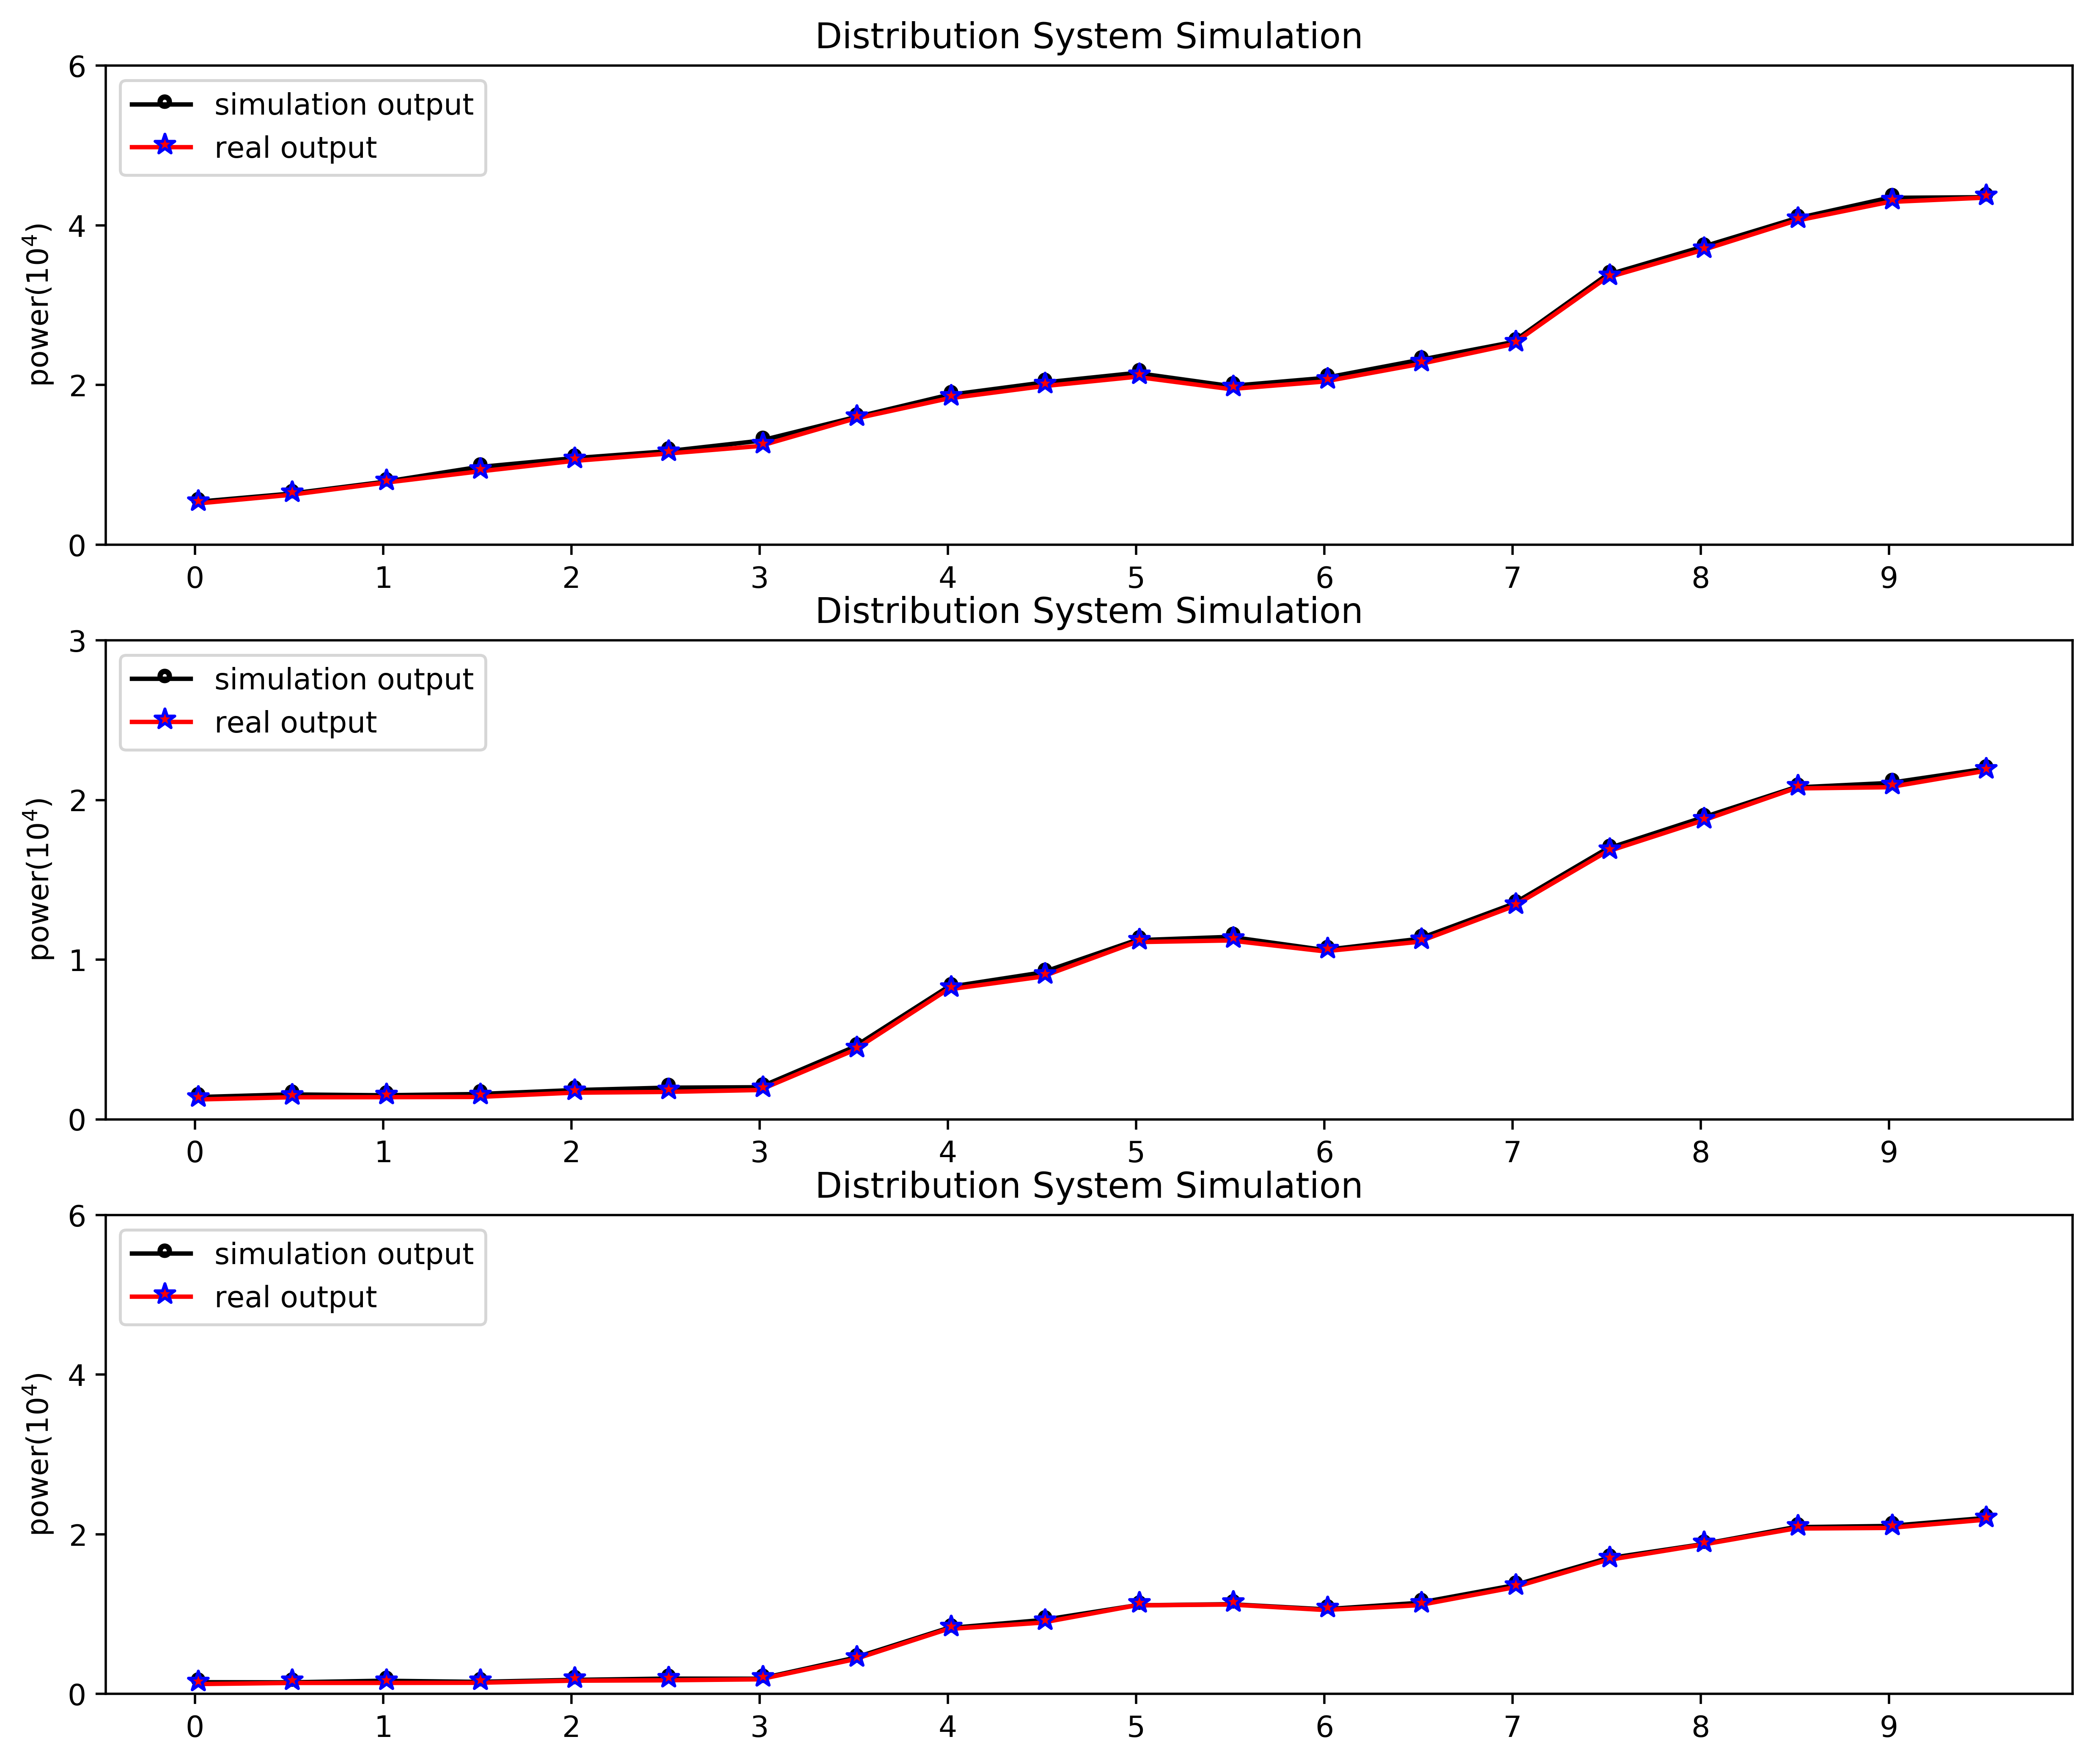 Distribution System Simulation
6
simulation output
real output
4
power(10⁴)
2
0
0 1 2 3 4 5 6 7 8 9
Distribution System Simulation
3
simulation output
real output
2
power(10⁴)
1
0
0 1 2 3 4 5 6 7 8 9
Distribution System Simulation
6
simulation output
real output
4
power(10⁴)
2
0
0 1 2 3 4 5 6 7 8 9